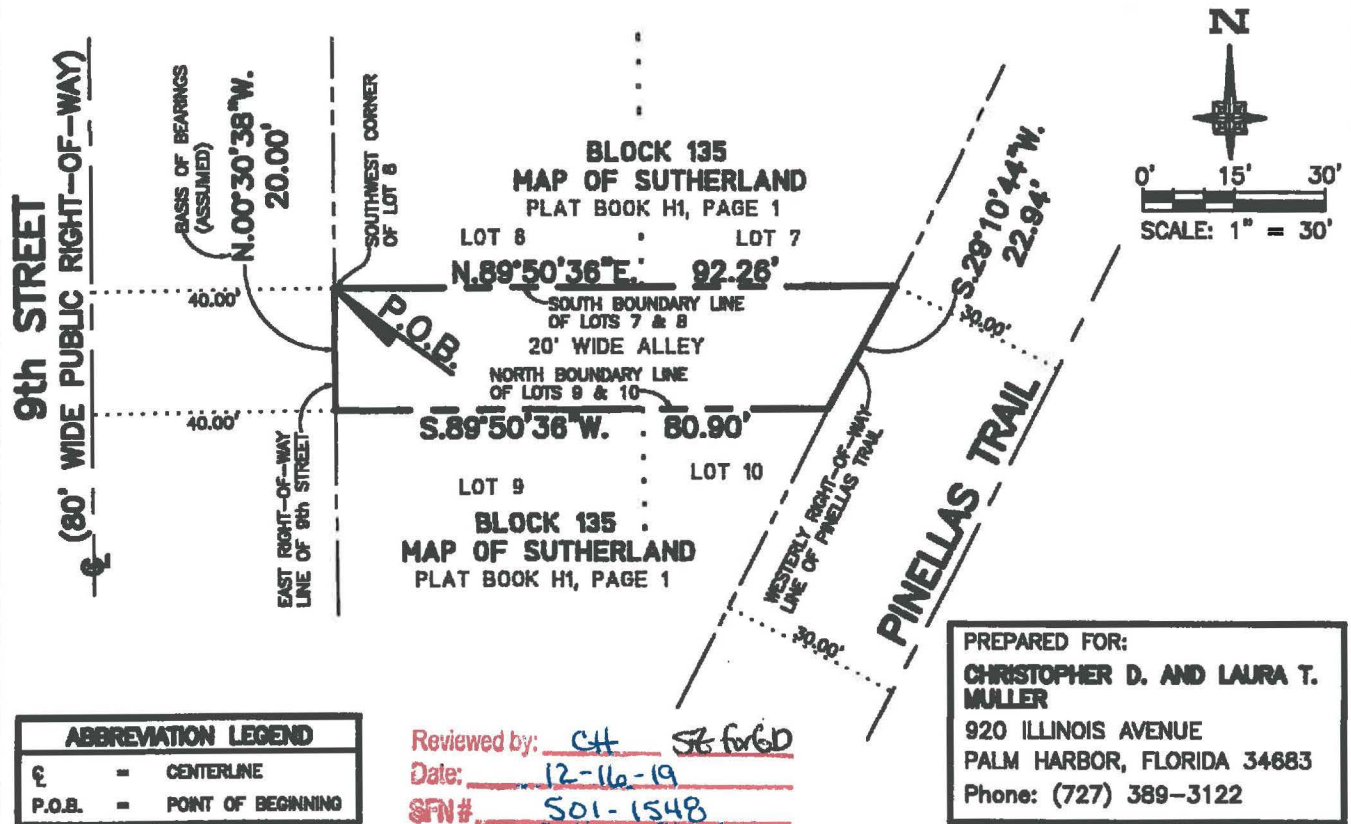 N
0' 15' 30'
SCALE: 1" = 30'
9th STREET
(80' WIDE PUBLIC RIGHT-OF-WAY)
℄
BASIS OF BEARINGS
(ASSUMED)
N.00°30'38"W.
20.00'
SOUTHWEST CORNER
OF LOT 8
BLOCK 135
MAP OF SUTHERLAND
PLAT BOOK H1, PAGE 1
LOT 8
LOT 7
S.29°10'44"W.
22.94'
40.00'
N.89°50'36"E. 92.26'
P.O.B.
SOUTH BOUNDARY LINE
OF LOTS 7 & 8
20' WIDE ALLEY
NORTH BOUNDARY LINE
OF LOTS 9 & 10
30.00'
40.00'
S.89°50'36"W. 80.90'
EAST RIGHT-OF-WAY
LINE OF 9th STREET
LOT 9
LOT 10
BLOCK 135
MAP OF SUTHERLAND
PLAT BOOK H1, PAGE 1
WESTERLY RIGHT-OF-WAY
LINE OF PINELLAS TRAIL
PINELLAS TRAIL
30.00'
ABBREVIATION LEGEND
℄ = CENTERLINE
P.O.B. = POINT OF BEGINNING
Reviewed by: CH SZ for GD
Date: 12-16-19
SFN# 501-1548
PREPARED FOR:
CHRISTOPHER D. AND LAURA T.
MULLER
920 ILLINOIS AVENUE
PALM HARBOR, FLORIDA 34683
Phone: (727) 389-3122